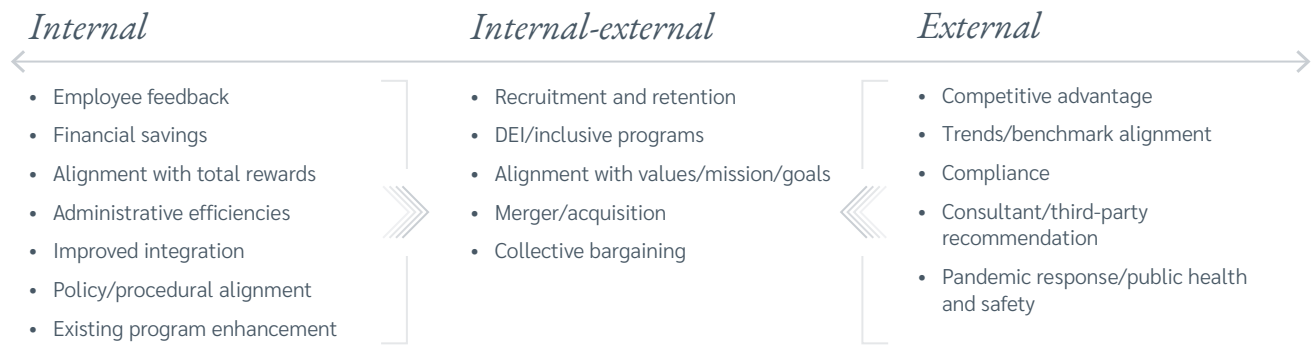 Internal
• Employee feedback
• Financial savings
• Alignment with total rewards
• Administrative efficiencies
• Improved integration
• Policy/procedural alignment
• Existing program enhancement
Internal-external
• Recruitment and retention
• DEI/inclusive programs
• Alignment with values/mission/goals
• Merger/acquisition
• Collective bargaining
External
• Competitive advantage
• Trends/benchmark alignment
• Compliance
• Consultant/third-party
recommendation
• Pandemic response/public health
and safety